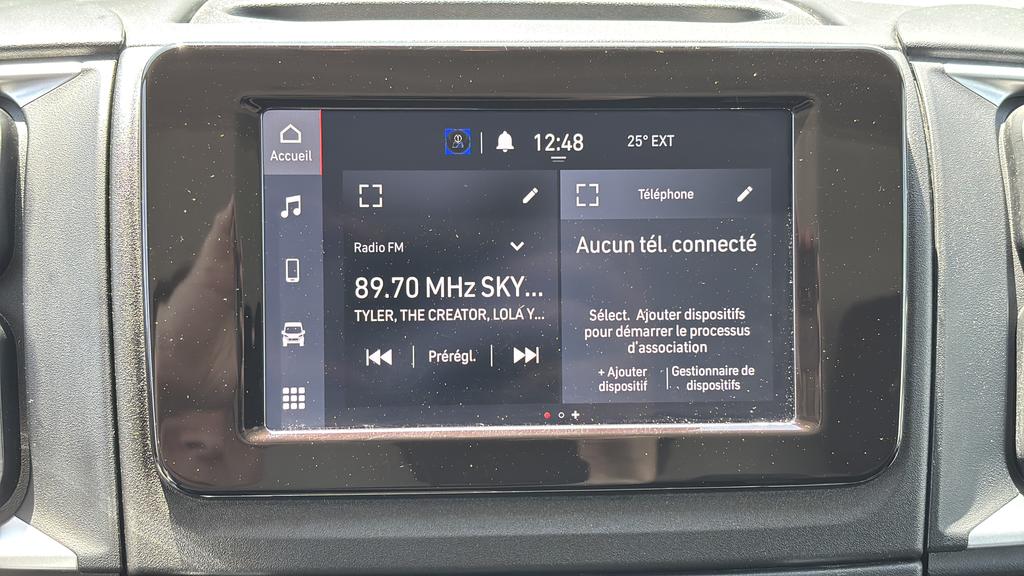 Accueil
12:48
25° EXT
Radio FM
89.70 MHz SKY...
TYLER, THE CREATOR, LOLA Y...
Prérégl.
Téléphone
Aucun tél. connecté
Sélect. Ajouter dispositifs
pour démarrer le processus
d'association
+ Ajouter
dispositif
Gestionnaire de
dispositifs